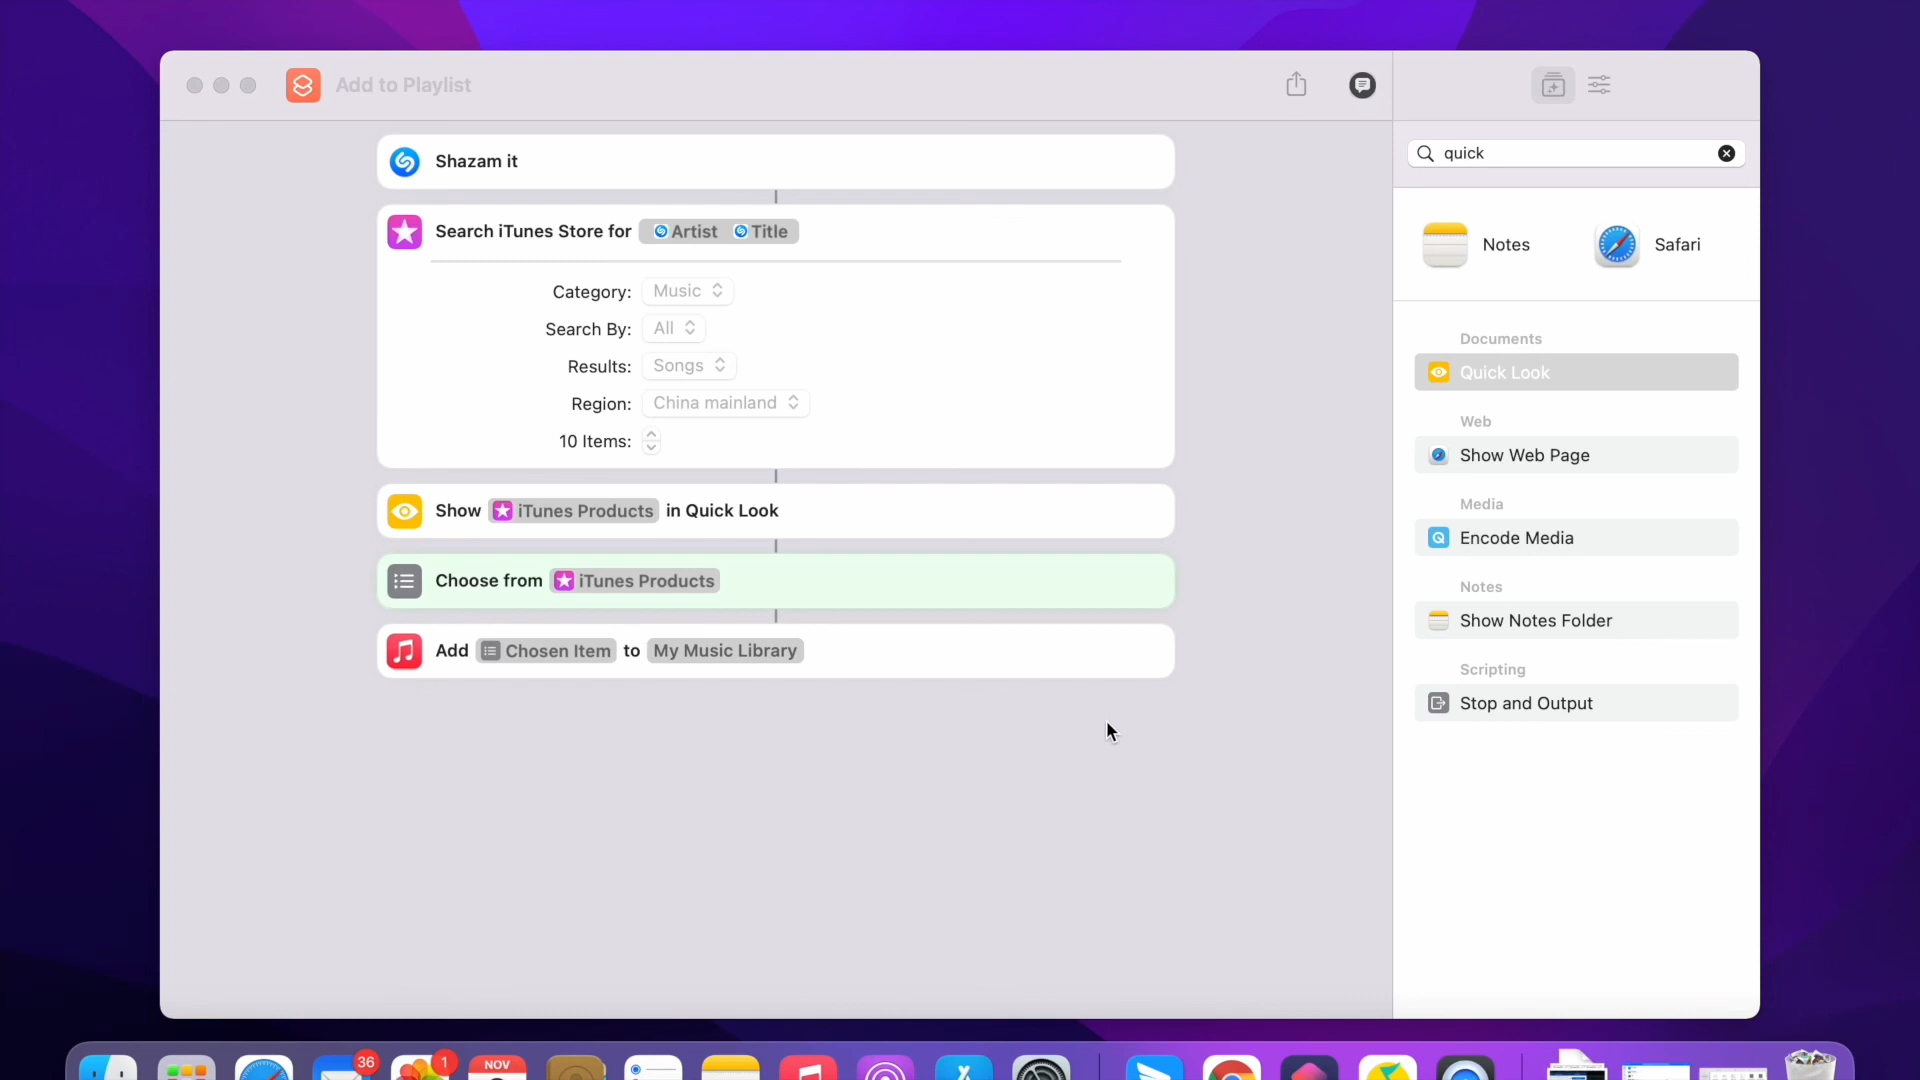 Add to Playlist
quick
Shazam it
Search iTunes Store for Artist Title
Category: Music
Search By: All
Results: Songs
Region: China mainland
10 Items:
Show iTunes Products in Quick Look
Choose from iTunes Products
Add Chosen Item to My Music Library
Notes
Safari
Documents
Quick Look
Web
Show Web Page
Media
Encode Media
Notes
Show Notes Folder
Scripting
Stop and Output
36
1
NOV